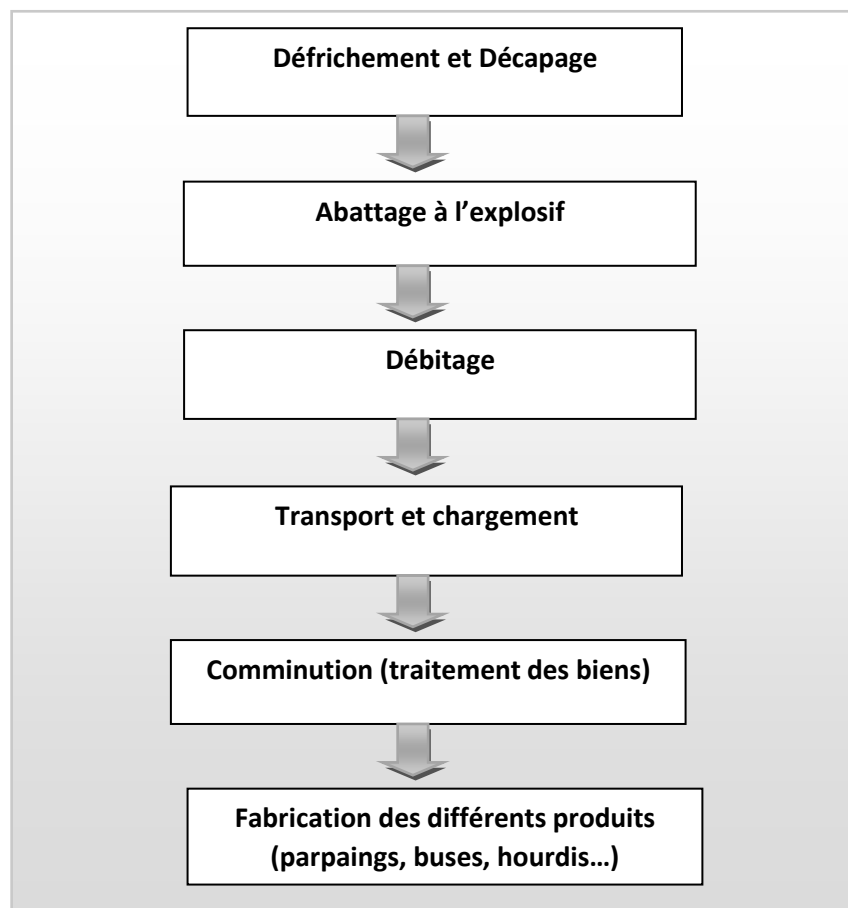 Défrichement et Décapage
Abattage à l’explosif
Débitage
Transport et chargement
Comminution (traitement des biens)
Fabrication des différents produits
(parpaings, buses, hourdis…)